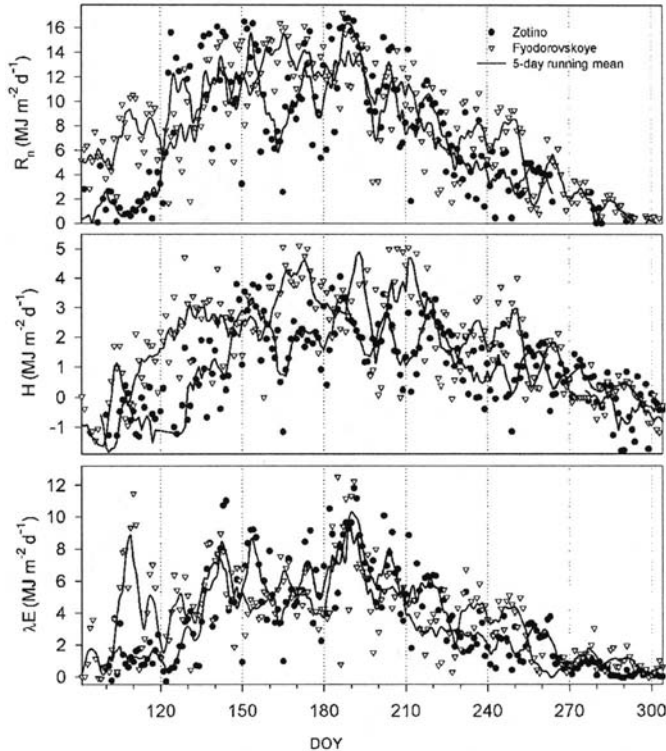 Zotino
Fyodorovskoye
5-day running mean
Rn (MJ m-2 d-1)
16
14
12
10
8
6
4
2
0
H (MJ m-2 d-1)
5
4
3
2
1
0
-1
λE (MJ m-2 d-1)
12
10
8
6
4
2
0
120 150 180 210 240 270 300
DOY